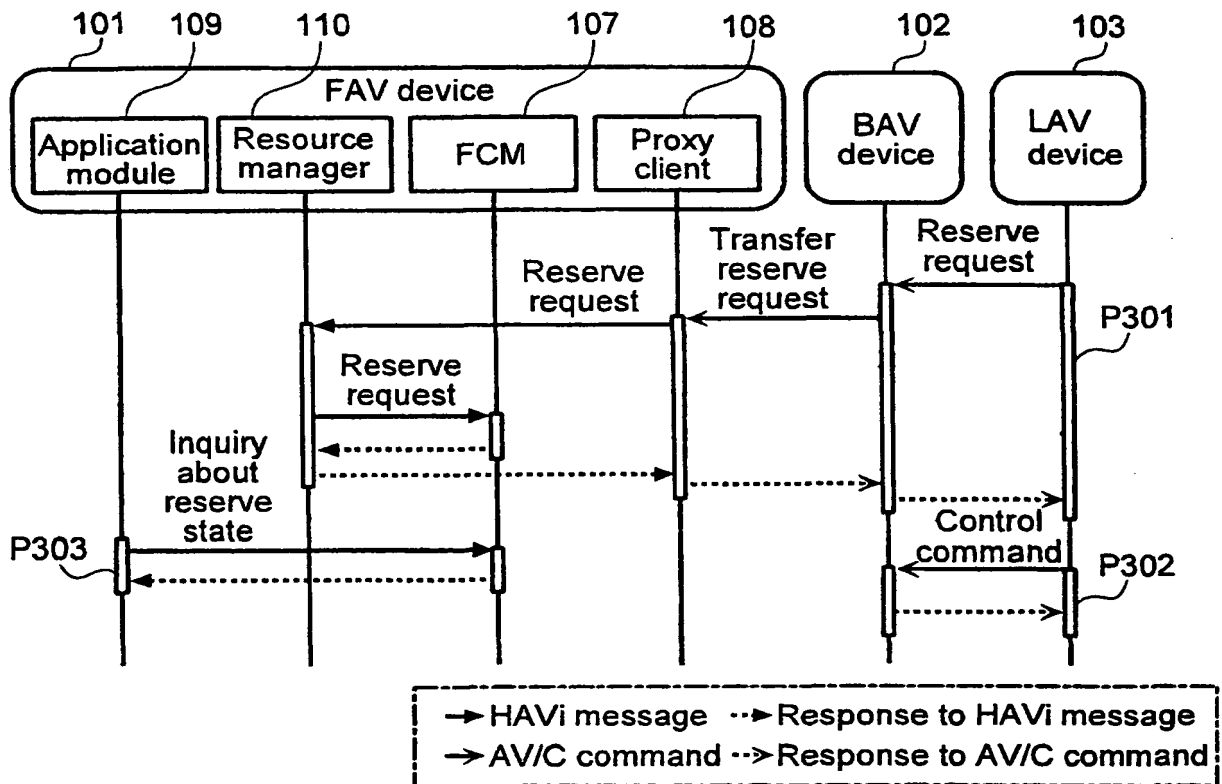 101 109 110 107 108 102 103
FAV device
Application
module
Resource
manager
FCM
Proxy
client
BAV
device
LAV
device
Reserve
request
Transfer
reserve
request
Reserve
request
P301
Reserve
request
Inquiry
about
reserve
state
Control
command
P303
P302
HAVi message
Response to HAVi message
AV/C command
Response to AV/C command